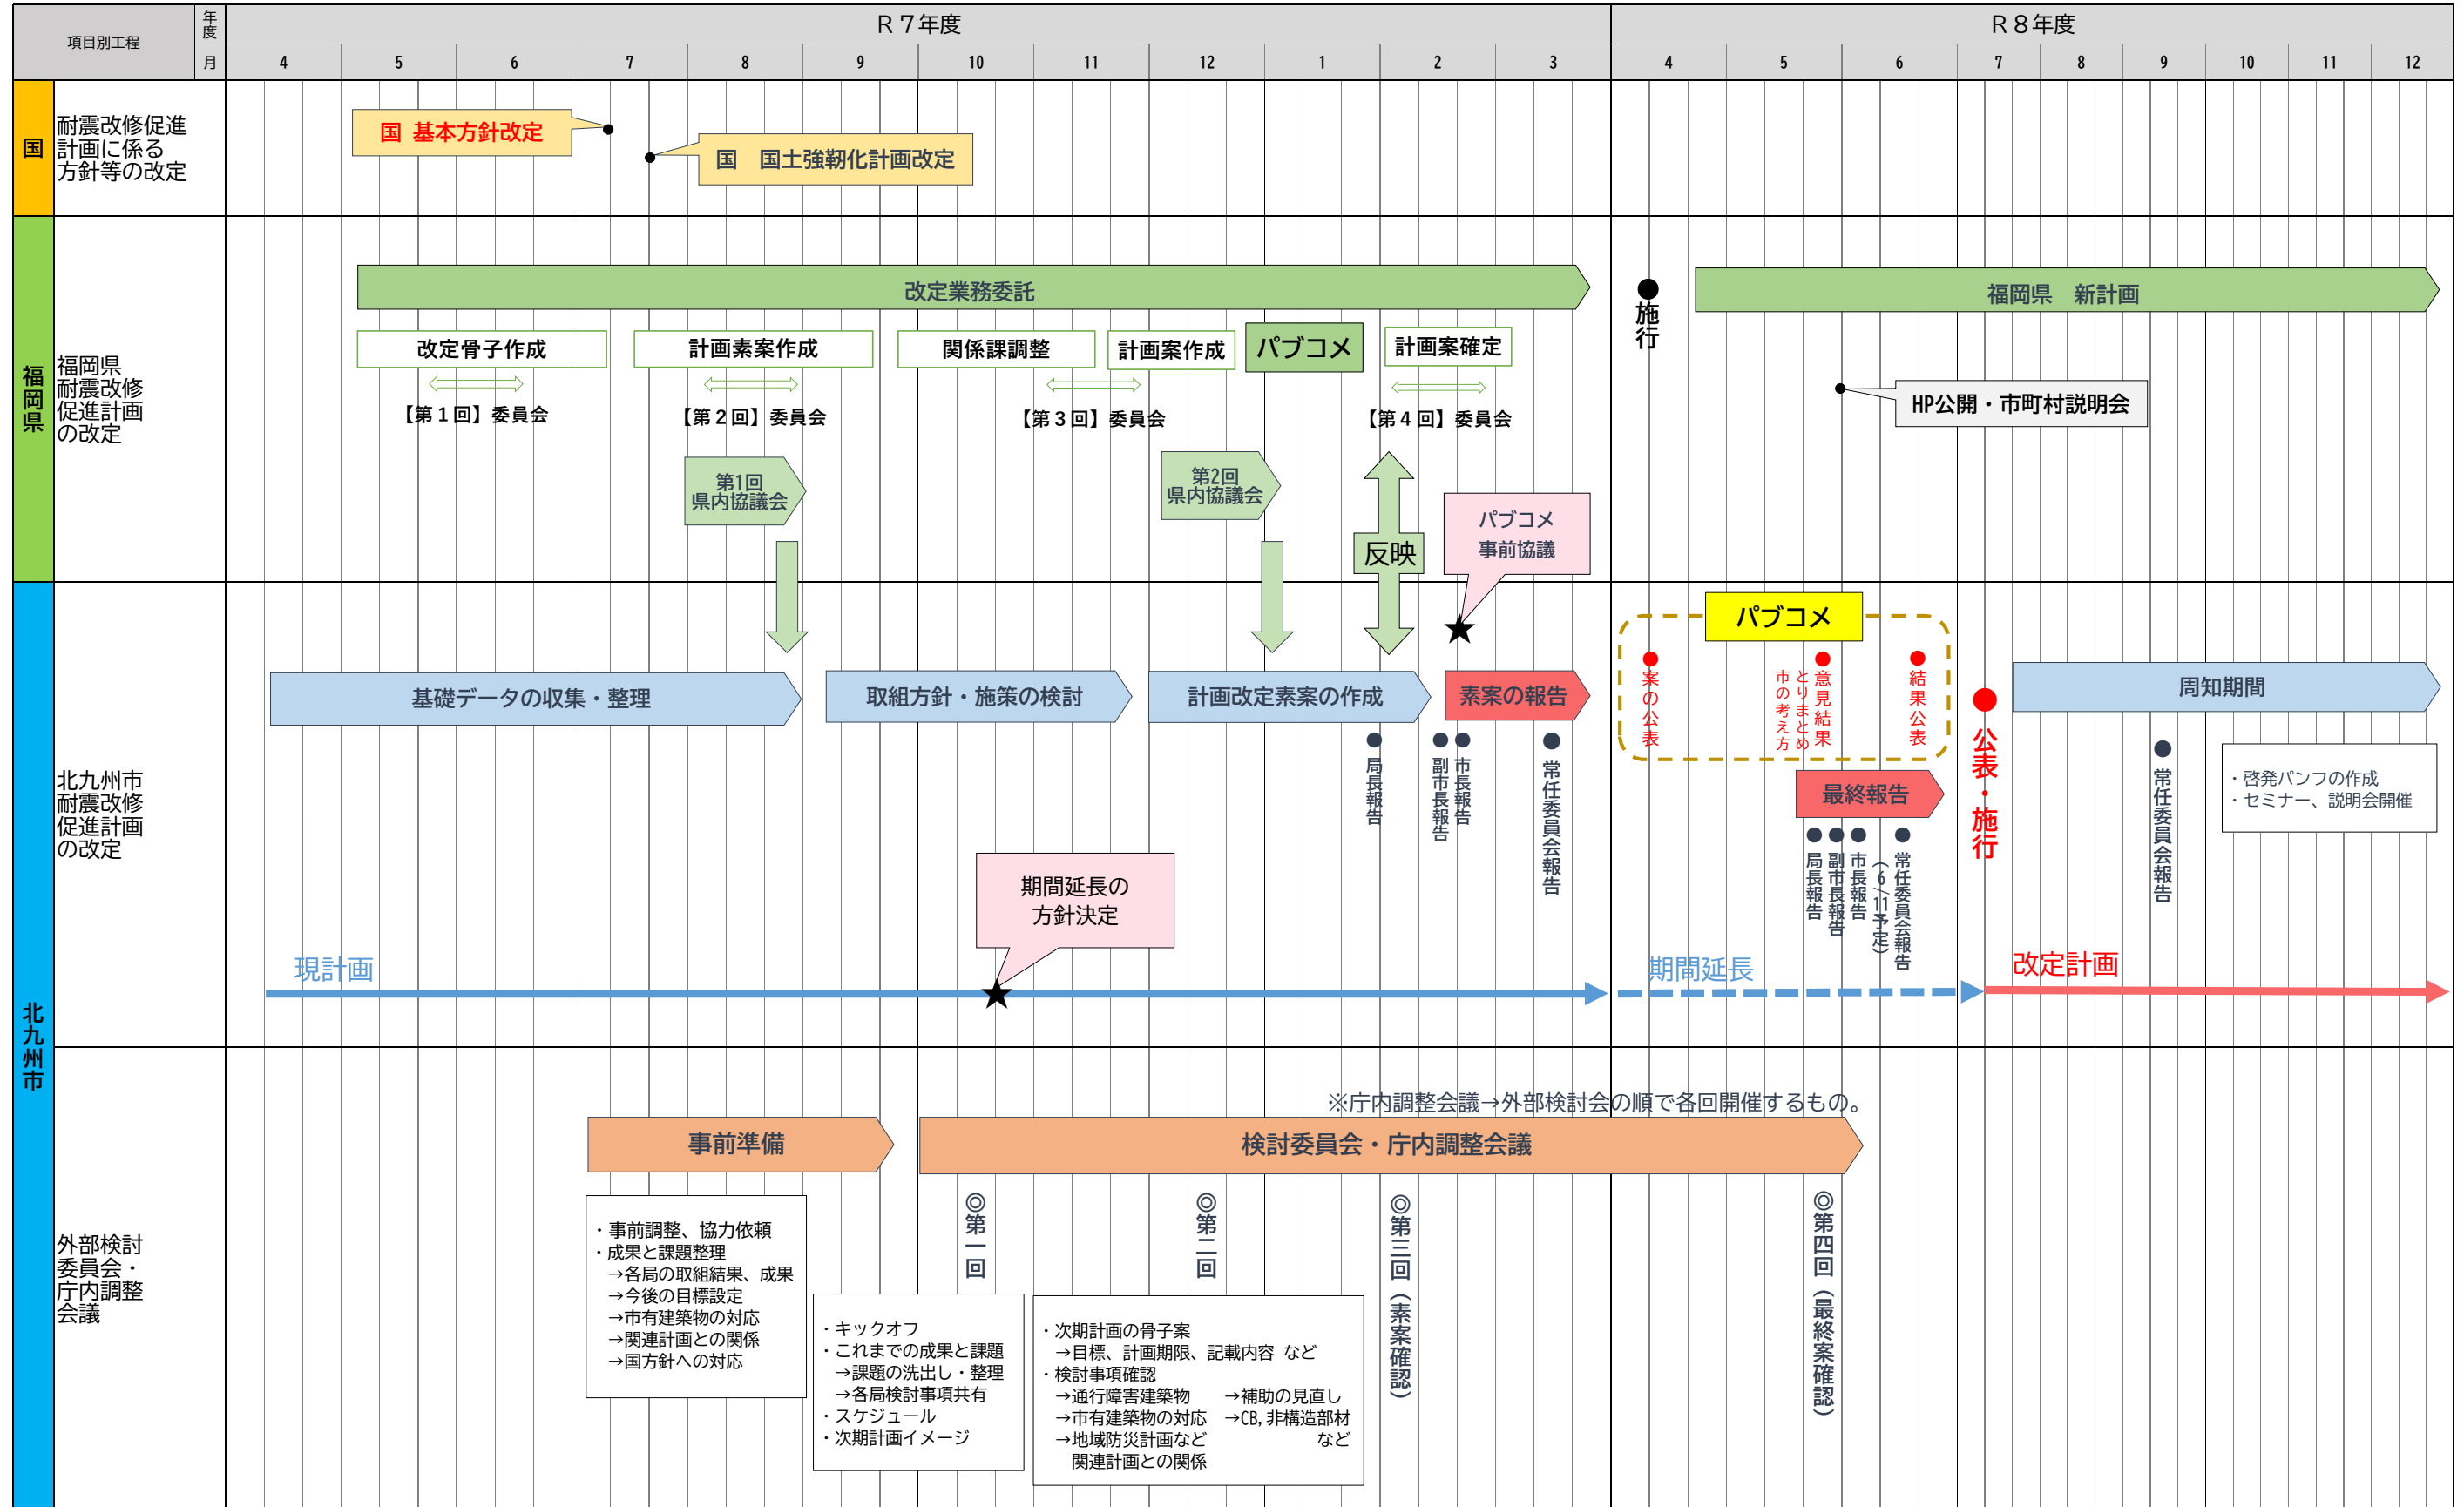 項目別工程
年度
月
Ｒ７年度
Ｒ８年度
4 5 6 7 8 9 10 11 12 1 2 3 4 5 6 7 8 9 10 11 12
国
耐震改修促進
計画に係る
方針等の改定
国 基本方針改定
国　国土強靭化計画改定
福岡県
福岡県
耐震改修
促進計画
の改定
改定業務委託
●施行
福岡県　新計画
改定骨子作成
計画素案作成
関係課調整
計画案作成
パブコメ
計画案確定
【第１回】委員会
【第２回】委員会
【第３回】委員会
【第４回】委員会
HP公開・市町村説明会
第1回
県内協議会
第2回
県内協議会
反映
パブコメ
事前協議
★
北九州市
北九州市
耐震改修
促進計画
の改定
基礎データの収集・整理
取組方針・施策の検討
計画改定素案の作成
素案の報告
●局長報告
●副市長報告
●市長報告
●常任委員会報告
パブコメ
●案の公表
●意見結果
とりまとめ
市の考え方
●結果公表
最終報告
●局長報告
●副市長報告
●市長報告
●常任委員会報告
（6/11予定）
●公表・施行
周知期間
●常任委員会報告
・啓発パンフの作成
・セミナー、説明会開催
期間延長の
方針決定
★
現計画
期間延長
改定計画
外部検討
委員会・
庁内調整
会議
※庁内調整会議→外部検討会の順で各回開催するもの。
事前準備
検討委員会・庁内調整会議
・事前調整、協力依頼
・成果と課題整理
→各局の取組結果、成果
→今後の目標設定
→市有建築物の対応
→関連計画との関係
→国方針への対応
◎第一回
・キックオフ
・これまでの成果と課題
→課題の洗出し・整理
→各局検討事項共有
・スケジュール
・次期計画イメージ
◎第二回
・次期計画の骨子案
→目標、計画期限、記載内容 など
・検討事項確認
→通行障害建築物　→補助の見直し
→市有建築物の対応　→CB,非構造部材
→地域防災計画など　など
関連計画との関係
◎第三回（素案確認）
◎第四回（最終案確認）